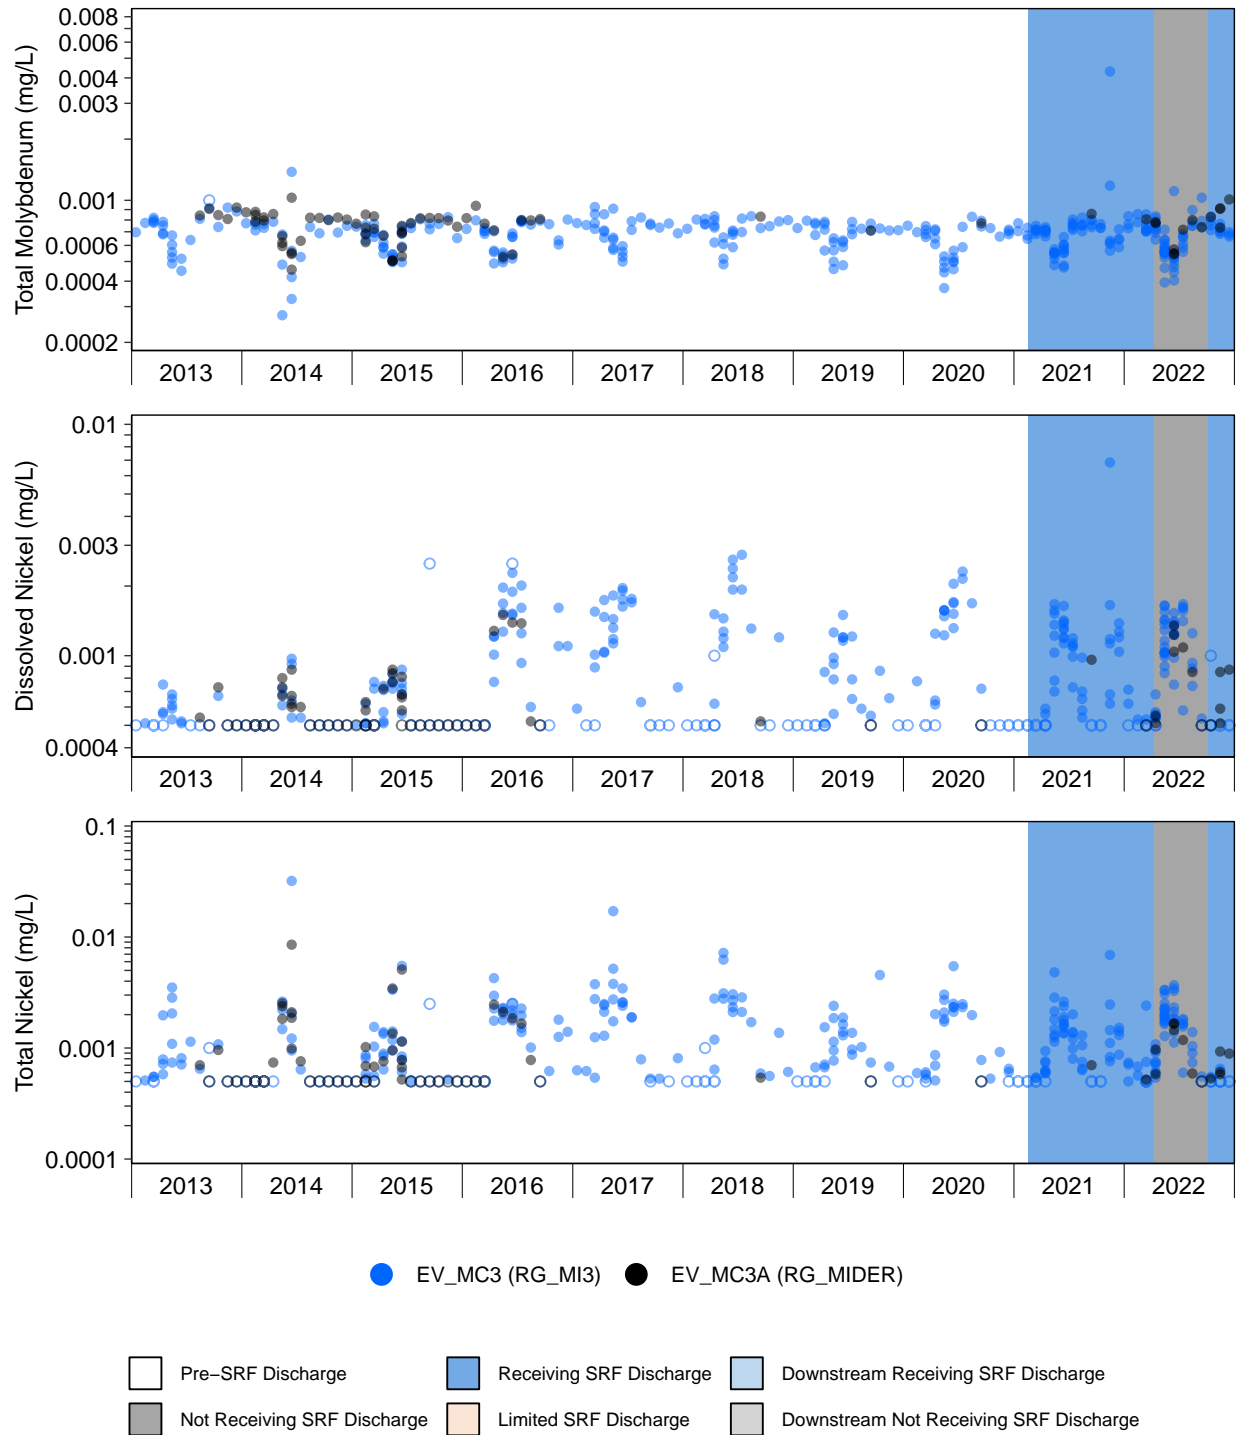 Total Molybdenum (mg/L)
0.008
0.006
0.004
0.003
0.001
0.0006
0.0004
0.0002
2013 2014 2015 2016 2017 2018 2019 2020 2021 2022
Dissolved Nickel (mg/L)
0.01
0.003
0.001
0.0004
2013 2014 2015 2016 2017 2018 2019 2020 2021 2022
Total Nickel (mg/L)
0.1
0.01
0.001
0.0001
2013 2014 2015 2016 2017 2018 2019 2020 2021 2022
EV_MC3 (RG_MI3) EV_MC3A (RG_MIDER)
Pre−SRF Discharge Receiving SRF Discharge Downstream Receiving SRF Discharge
Not Receiving SRF Discharge Limited SRF Discharge Downstream Not Receiving SRF Discharge